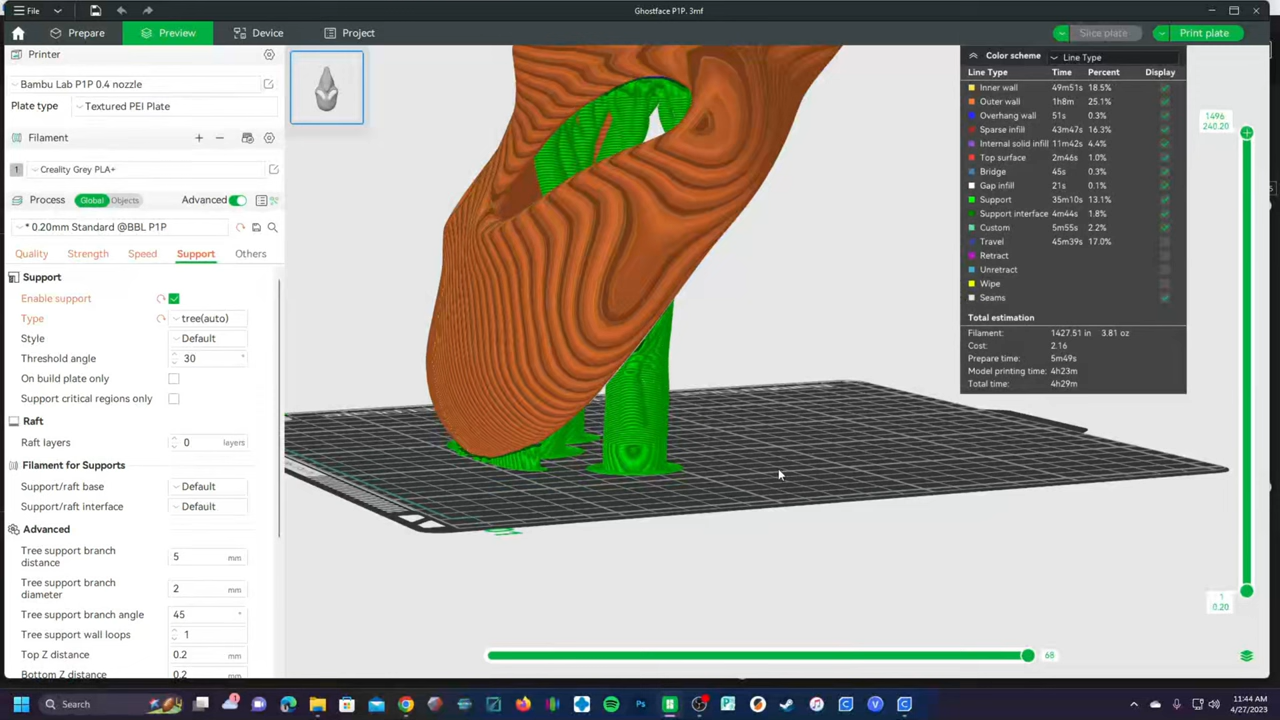 File
Ghostface P1P. 3mf
Prepare
Preview
Device
Project
Slice plate
Print plate
Printer
Bambu Lab P1P 0.4 nozzle
Plate type
Textured PEI Plate
Filament
1
Creality Grey PLA+
Process
Global
Objects
Advanced
* 0.20mm Standard @BBL P1P
Quality
Strength
Speed
Support
Others
Support
Enable support
Type
tree(auto)
Style
Default
Threshold angle
30 °
On build plate only
Support critical regions only
Raft
Raft layers
0 layers
Filament for Supports
Support/raft base
Default
Support/raft interface
Default
Advanced
Tree support branch
distance
5 mm
Tree support branch
diameter
2 mm
Tree support branch angle
45 °
Tree support wall loops
1
Top Z distance
0.2 mm
Bottom Z distance
0.2 mm
Color scheme
Line Type
Line Type Time Percent Display
Inner wall 49m51s 18.5%
Outer wall 1h8m 25.1%
Overhang wall 51s 0.3%
Sparse infill 43m47s 16.3%
Internal solid infill 11m42s 4.4%
Top surface 2m46s 1.0%
Bridge 45s 0.3%
Gap infill 21s 0.1%
Support 35m10s 13.1%
Support interface 4m44s 1.8%
Custom 5m55s 2.2%
Travel 45m39s 17.0%
Retract
Unretract
Wipe
Seams
Total estimation
Filament: 1427.51 in 3.81 oz
Cost: 2.16
Prepare time: 5m49s
Model printing time: 4h23m
Total time: 4h29m
1496
240.20
1
0.20
68
Search
11:44 AM
4/27/2023